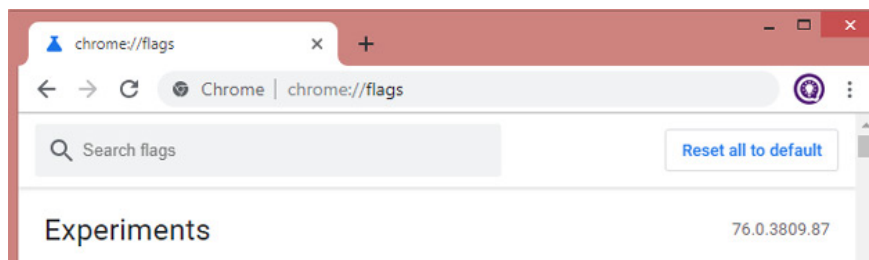 chrome://flags
Chrome | chrome://flags
Search flags
Reset all to default
Experiments
76.0.3809.87